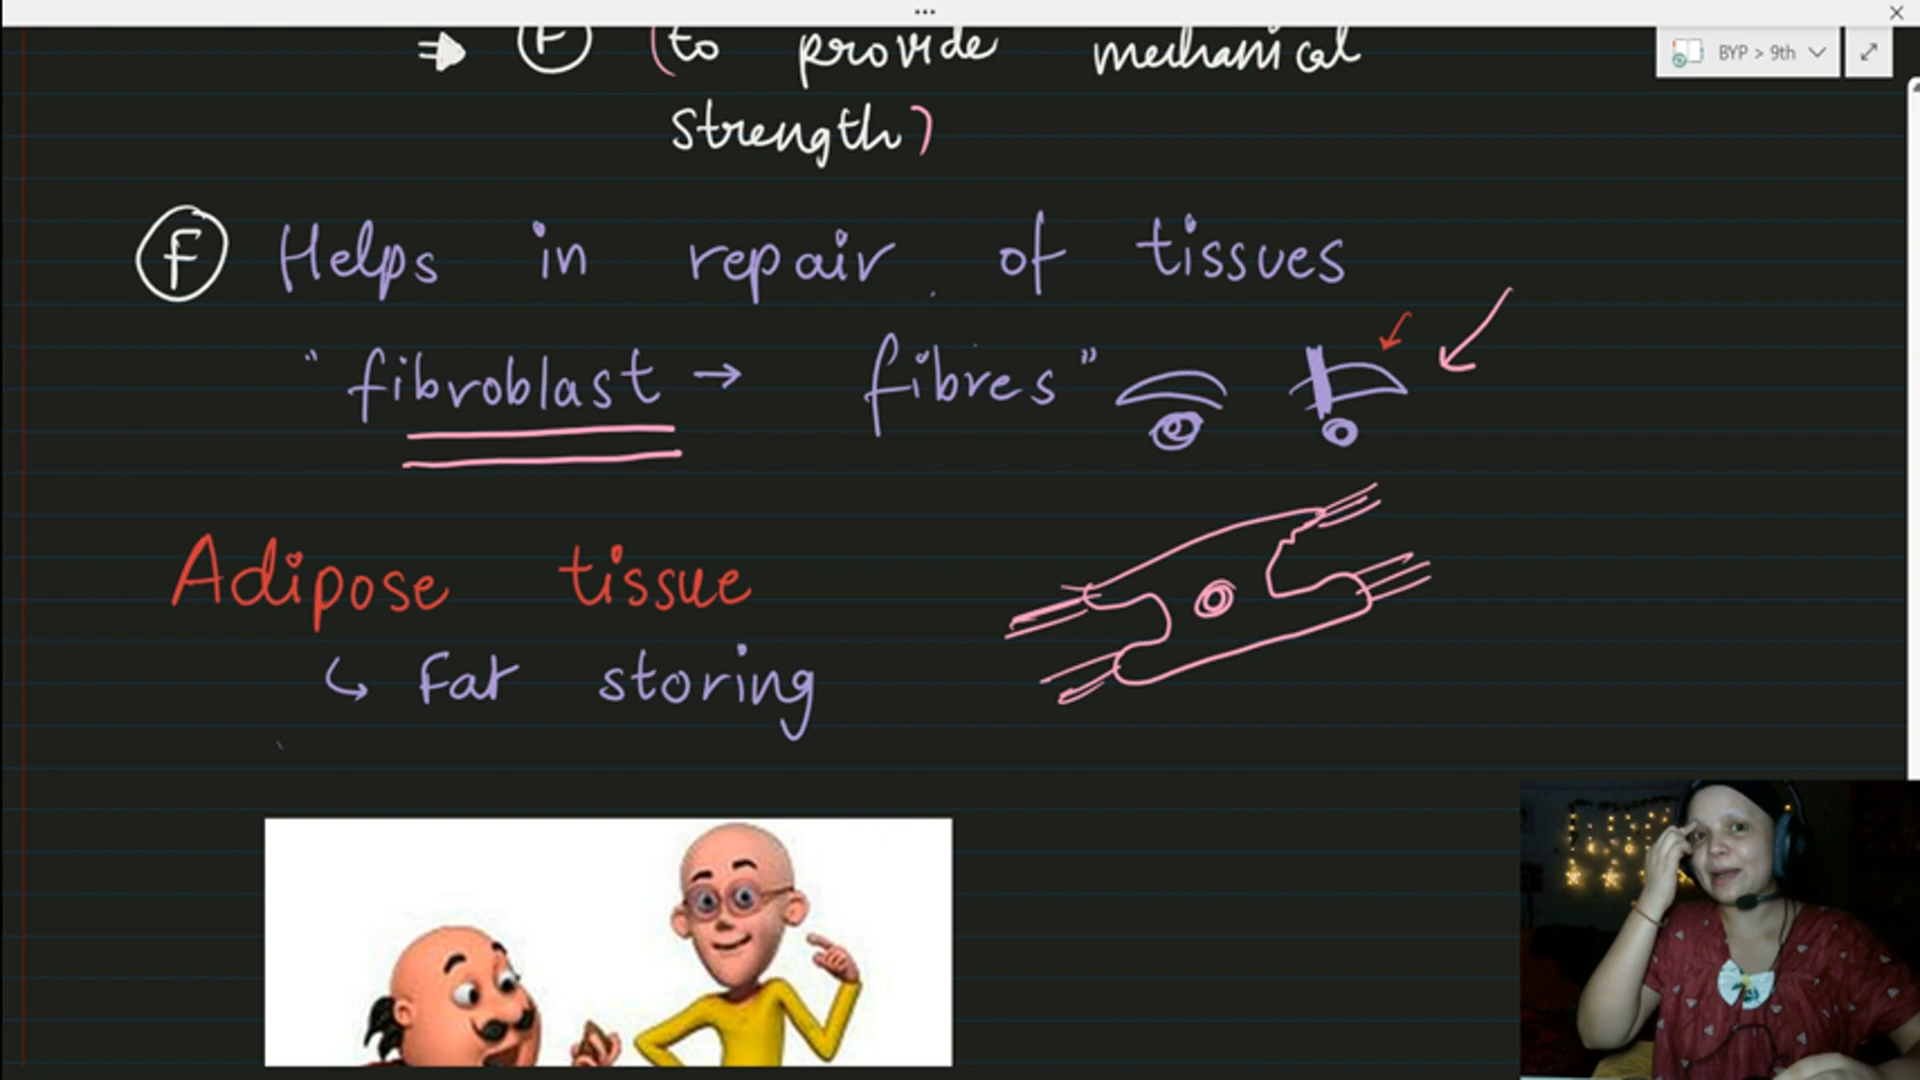 ...
BYP > 9th
⇒ F (to provide mechanical
strength)
F Helps in repair of tissues
"fibroblast → fibres"
Adipose tissue
↳ Fat storing